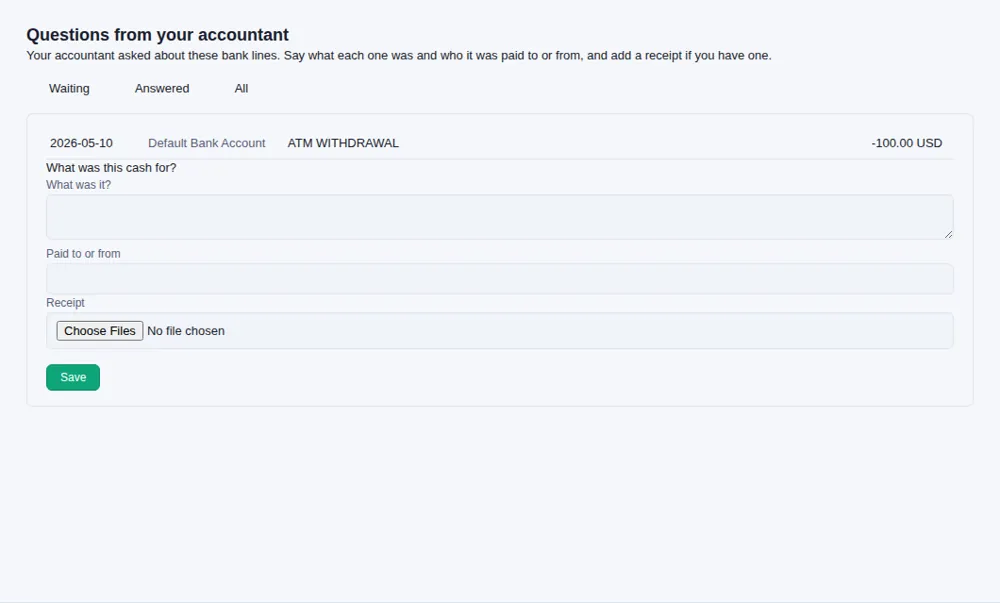 Questions from your accountant
Your accountant asked about these bank lines. Say what each one was and who it was paid to or from, and add a receipt if you have one.
Waiting Answered All
2026-05-10 Default Bank Account ATM WITHDRAWAL -100.00 USD
What was this cash for?
What was it?
Paid to or from
Receipt
Choose Files No file chosen
Save